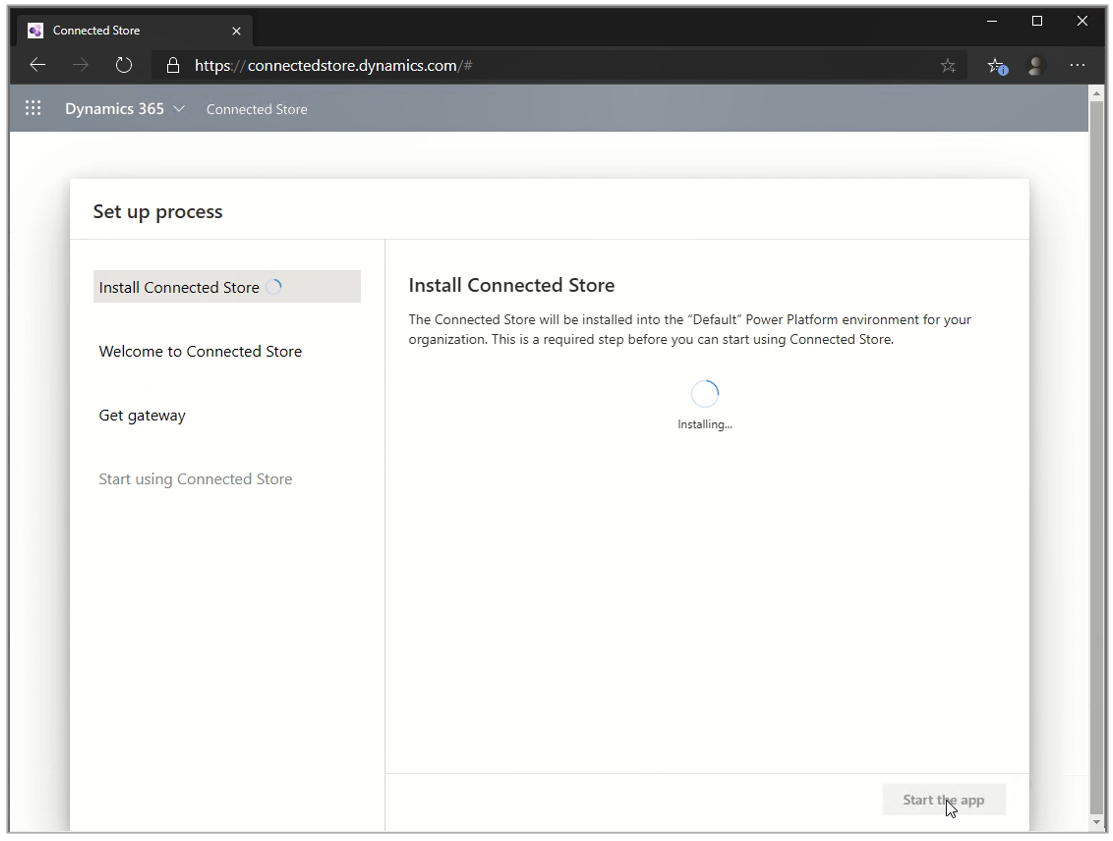 Connected Store
https://connectedstore.dynamics.com/#
Dynamics 365 Connected Store
Set up process
Install Connected Store
Welcome to Connected Store
Get gateway
Start using Connected Store
Install Connected Store
The Connected Store will be installed into the “Default” Power Platform environment for your
organization. This is a required step before you can start using Connected Store.
Installing...
Start the app